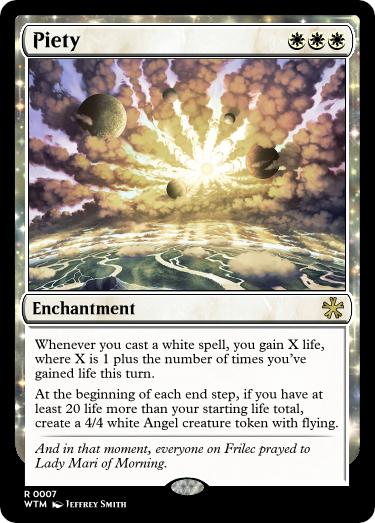 Piety
Enchantment
Whenever you cast a white spell, you gain X life,
where X is 1 plus the number of times you've
gained life this turn.
At the beginning of each end step, if you have at
least 20 life more than your starting life total,
create a 4/4 white Angel creature token with flying.
And in that moment, everyone on Frilec prayed to
Lady Mari of Morning.
R 0007
WTM Jeffrey Smith